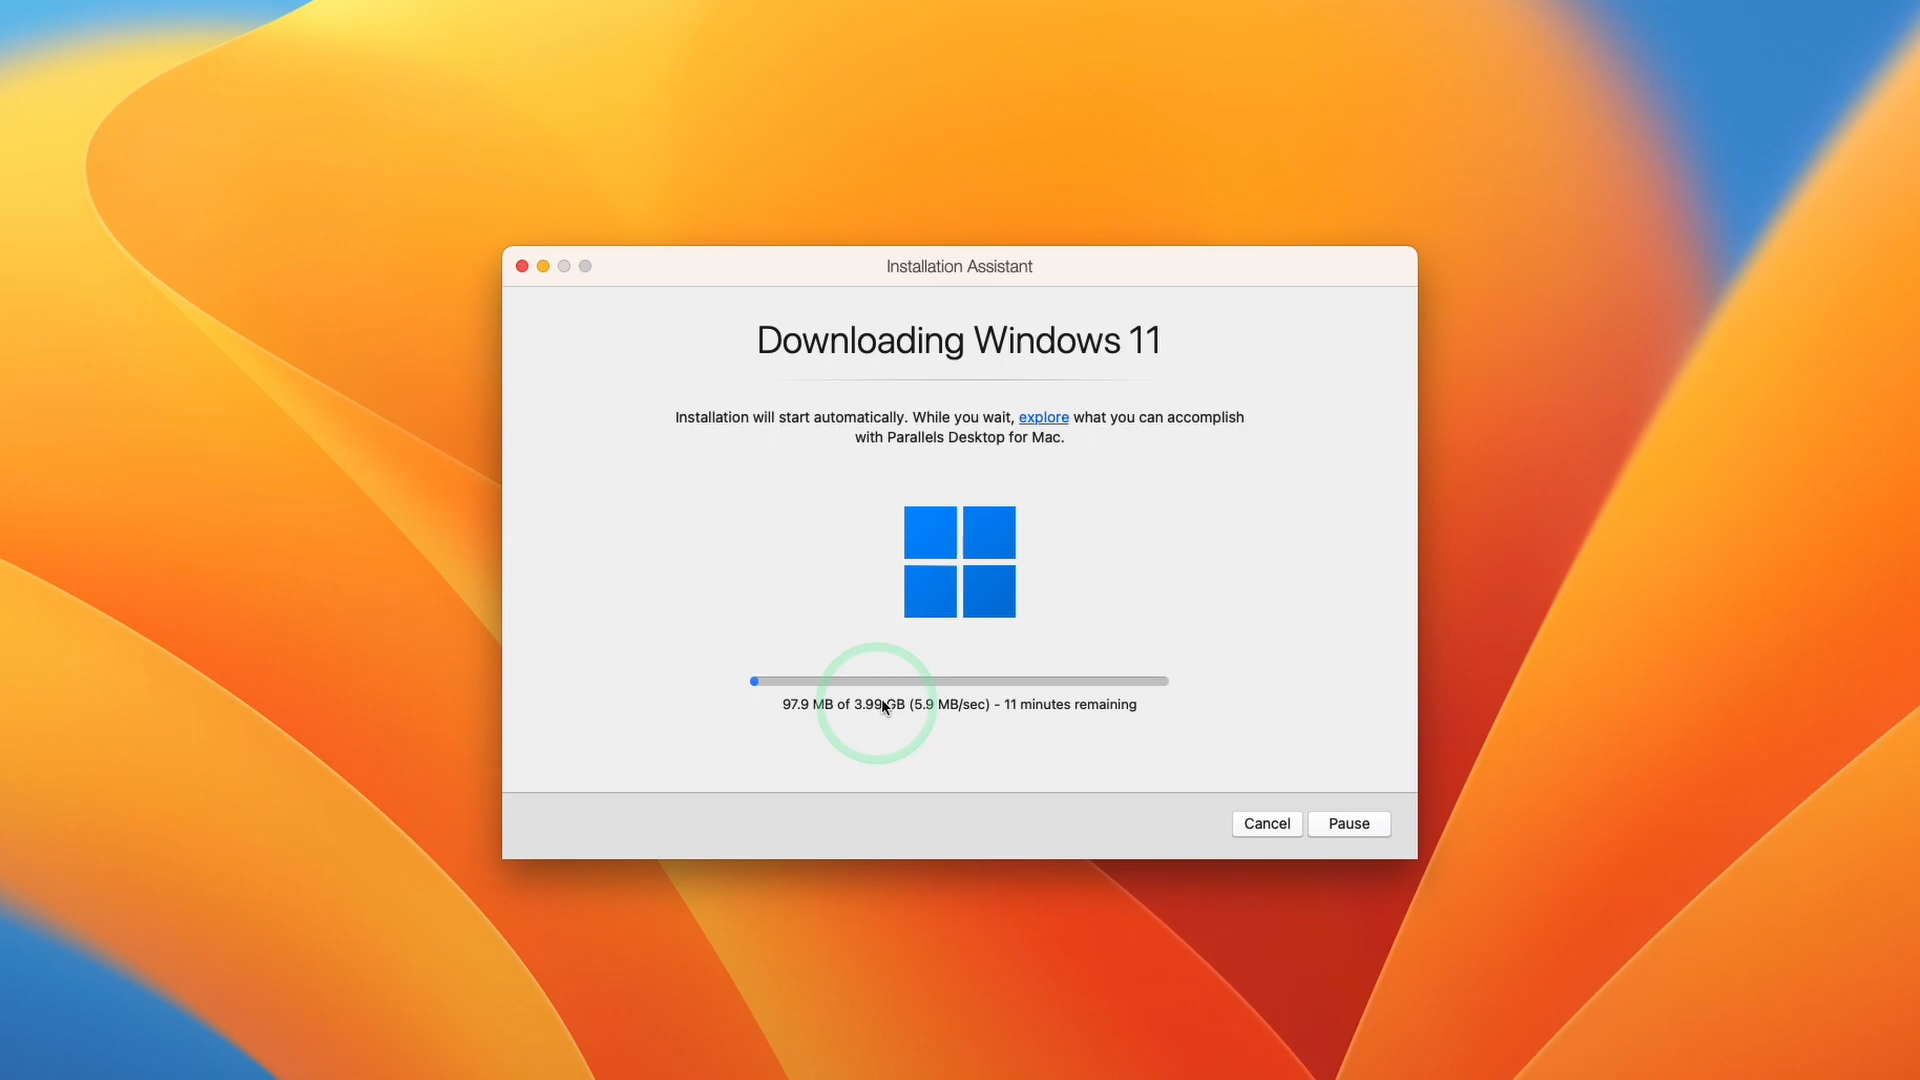 Installation Assistant
Downloading Windows 11
Installation will start automatically. While you wait, explore what you can accomplish
with Parallels Desktop for Mac.
97.9 MB of 3.99 GB (5.9 MB/sec) - 11 minutes remaining
Cancel Pause